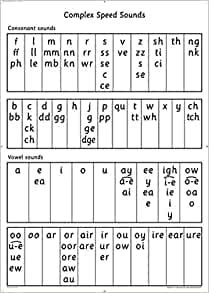 Complex Speed Sounds
Consonant sounds
f l m n r s v z sh th ng
ff ll mm nn rr ss ve zz ti nk
ph le mb kn wr se s ci
c se
ce
b c d g h j p qu t w x y ch
bb k dd gg g pp tt wh tch
ck ge
ch dge
Vowel sounds
a e i o u ay ee igh ow
ea a-e y i-e o-e
ai ea ie oa
e i o
y
oo oo ar or air ir ou oy ire ear ure
u-e oor are ur ow oi
ue ore er
ew aw
au